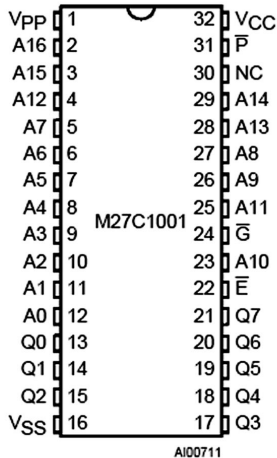 VPP 1 32 VCC
A16 2 31 P̅
A15 3 30 NC
A12 4 29 A14
A7 5 28 A13
A6 6 27 A8
A5 7 26 A9
A4 8 25 A11
M27C1001
A3 9 24 G̅
A2 10 23 A10
A1 11 22 E̅
A0 12 21 Q7
Q0 13 20 Q6
Q1 14 19 Q5
Q2 15 18 Q4
VSS 16 17 Q3
AI00711